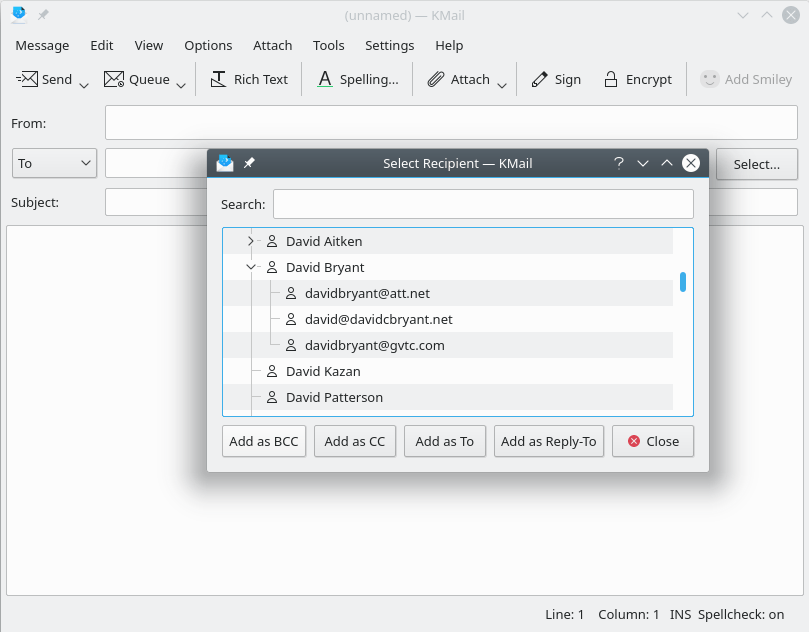 (unnamed) — KMail
Message Edit View Options Attach Tools Settings Help
Send Queue Rich Text Spelling... Attach Sign Encrypt Add Smiley
From:
To Select...
Subject:
Select Recipient — KMail ?
Search:
David Aitken
David Bryant
davidbryant@att.net
david@davidcbryant.net
davidbryant@gvtc.com
David Kazan
David Patterson
Add as BCC Add as CC Add as To Add as Reply-To Close
Line: 1 Column: 1 INS Spellcheck: on